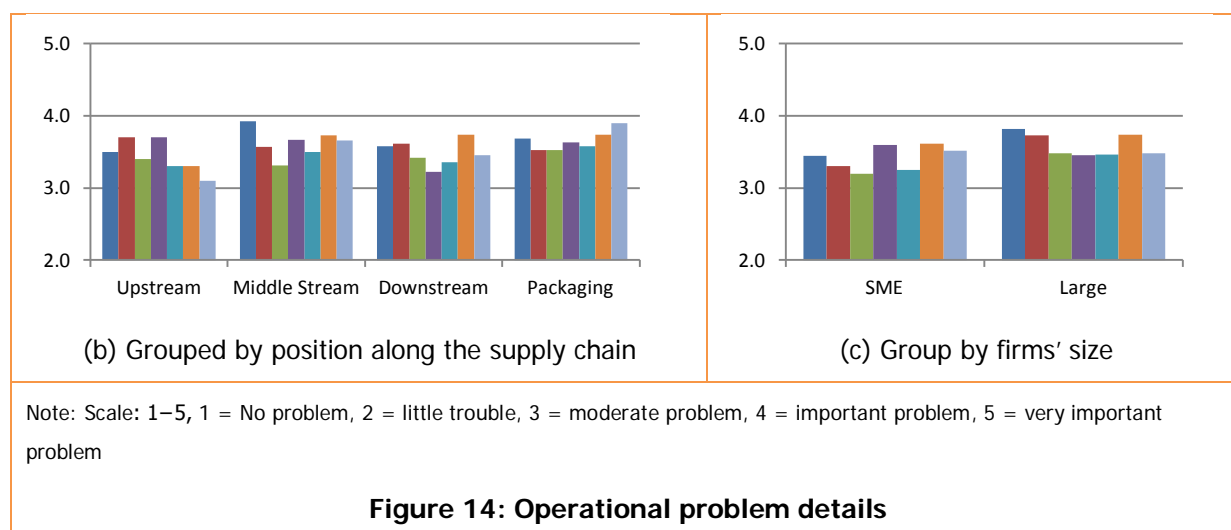 5.0
4.0
3.0
2.0
Upstream Middle Stream Downstream Packaging
(b) Grouped by position along the supply chain
5.0
4.0
3.0
2.0
SME Large
(c) Group by firms’ size
Note: Scale: 1–5, 1 = No problem, 2 = little trouble, 3 = moderate problem, 4 = important problem, 5 = very important
problem
Figure 14: Operational problem details